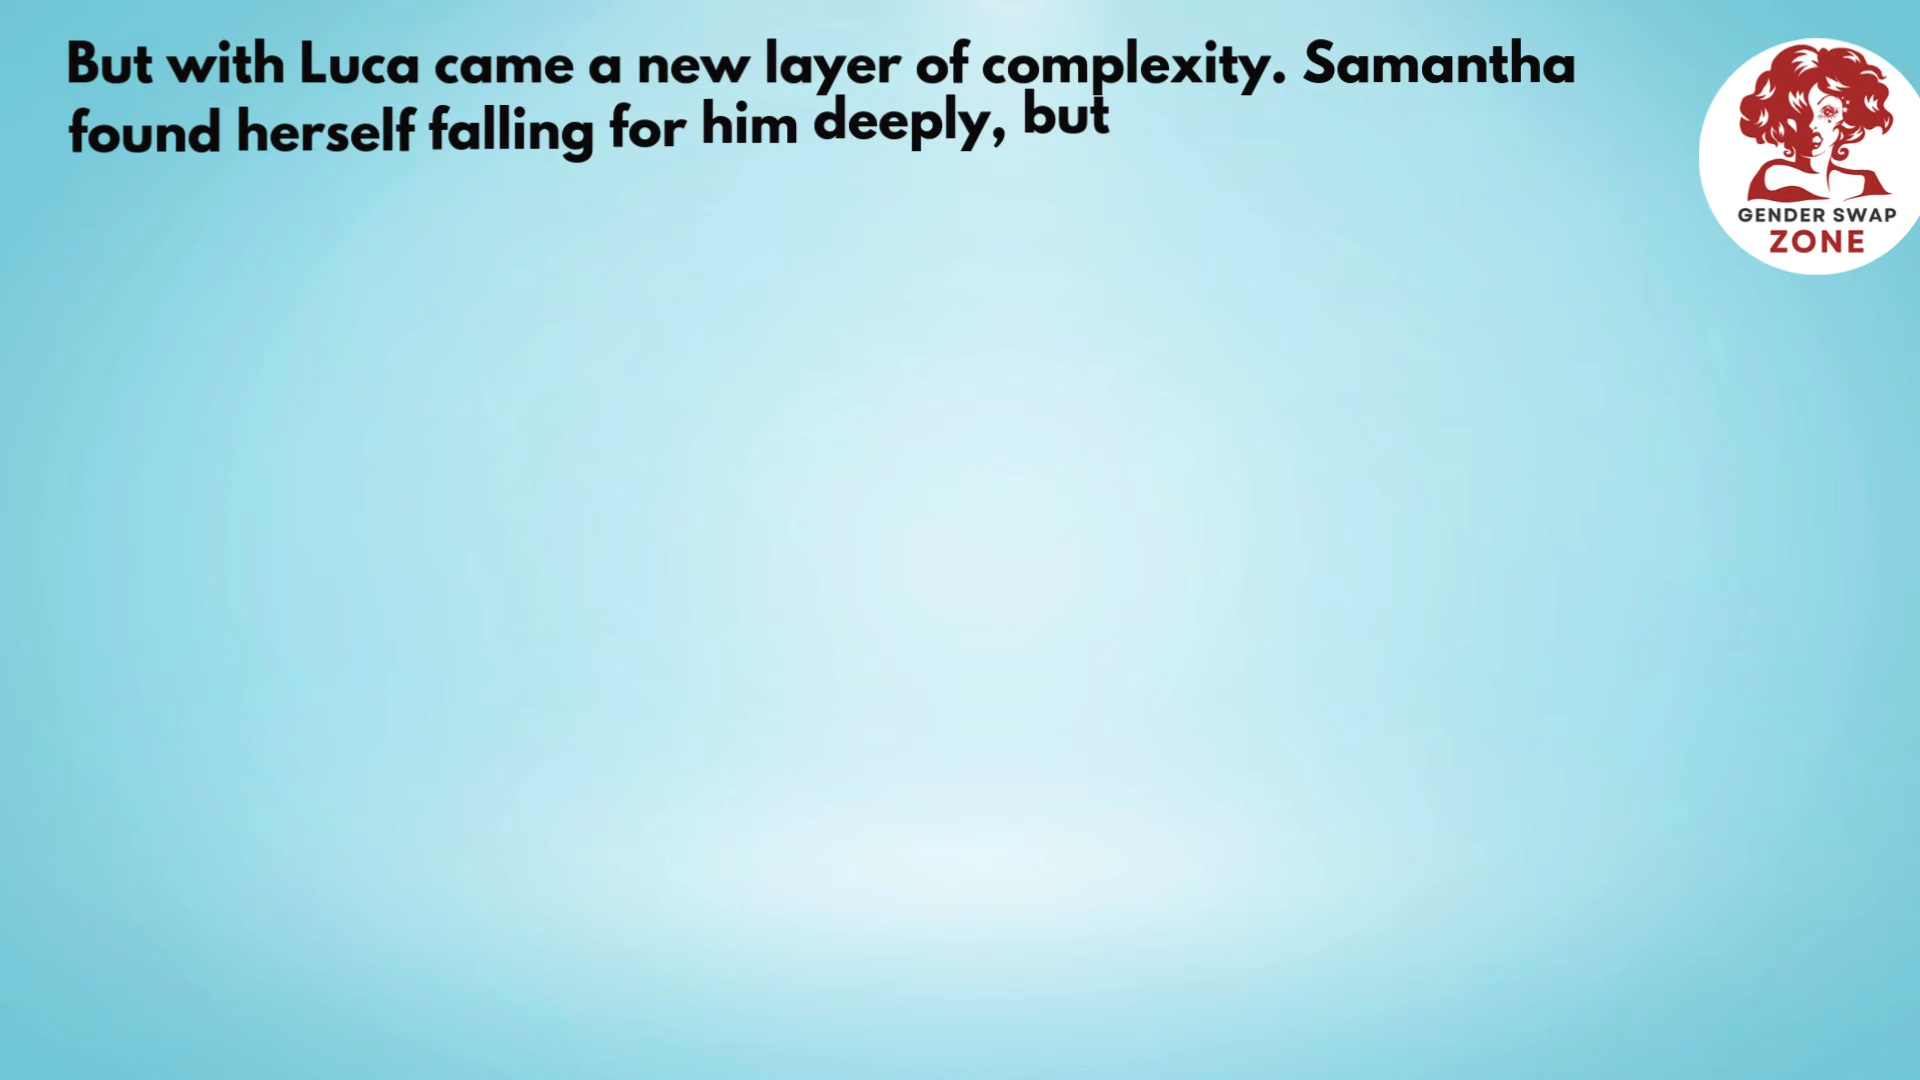 But with Luca came a new layer of complexity. Samantha
found herself falling for him deeply, but
GENDER SWAP
ZONE